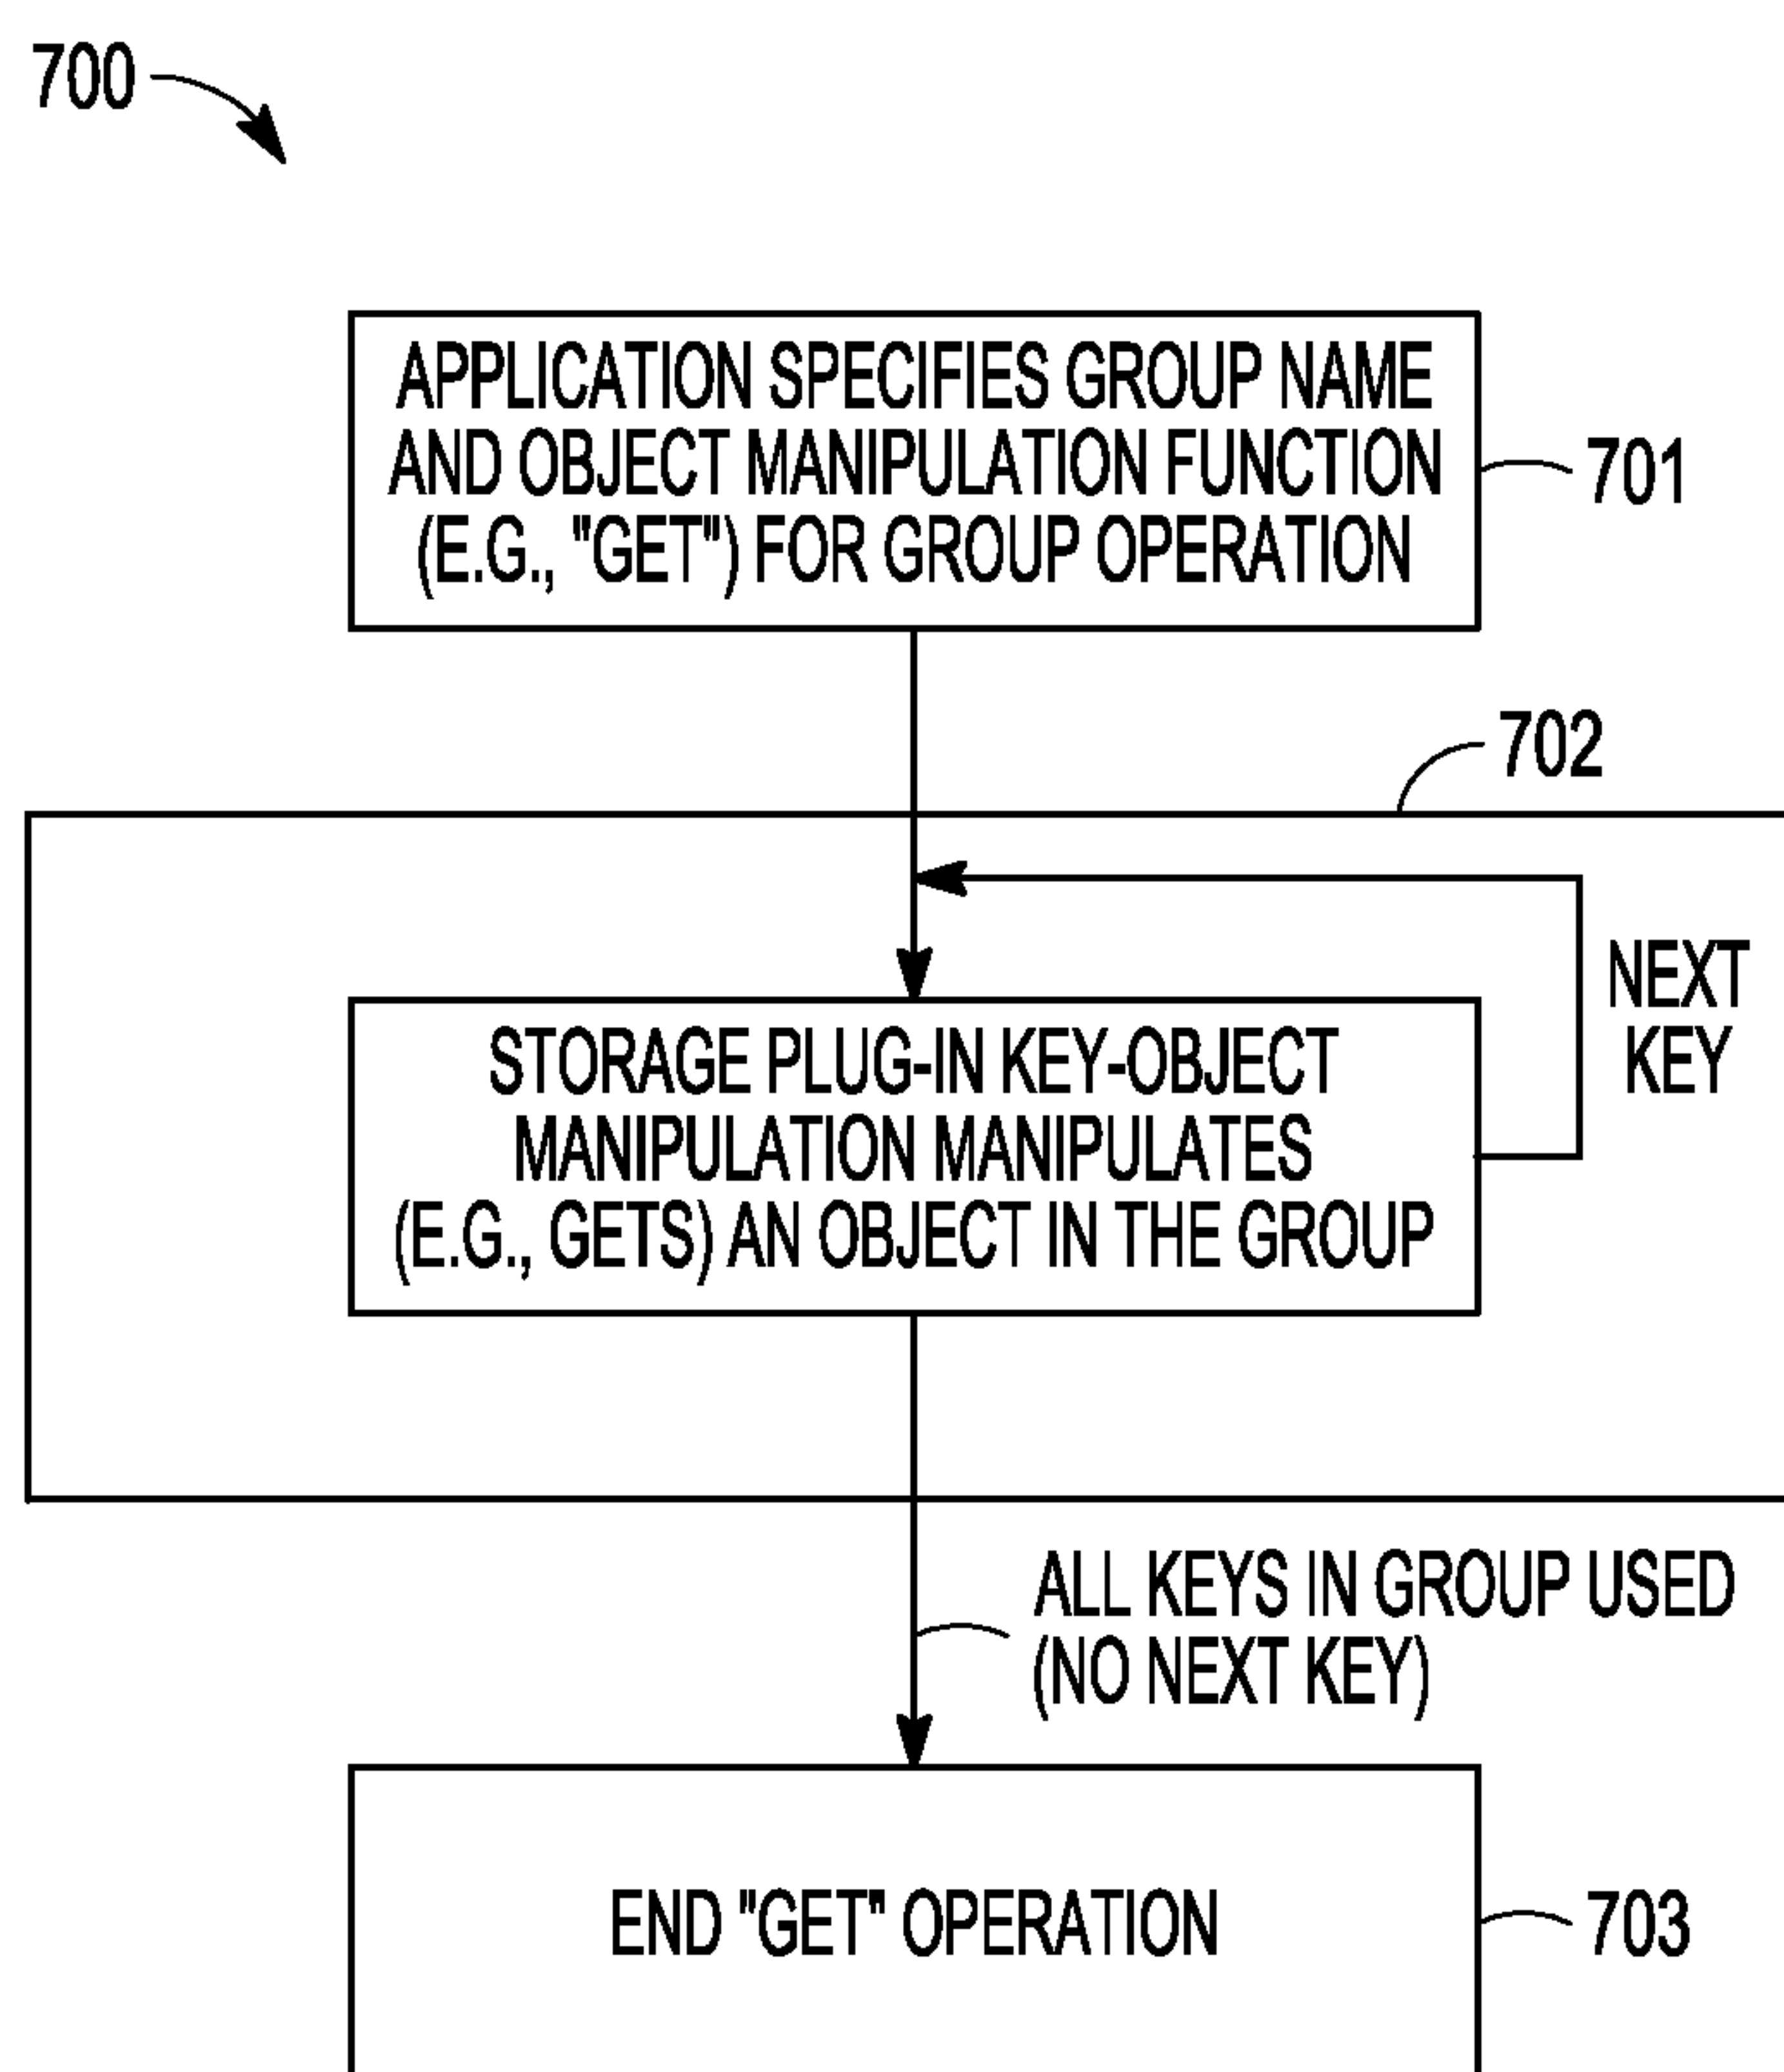 700
APPLICATION SPECIFIES GROUP NAME
AND OBJECT MANIPULATION FUNCTION
(E.G., "GET") FOR GROUP OPERATION
701
702
NEXT
KEY
STORAGE PLUG-IN KEY-OBJECT
MANIPULATION MANIPULATES
(E.G., GETS) AN OBJECT IN THE GROUP
ALL KEYS IN GROUP USED
(NO NEXT KEY)
END "GET" OPERATION
703